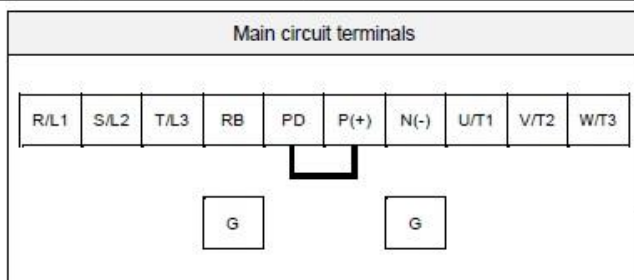 Main circuit terminals
R/L1 S/L2 T/L3 RB PD P(+) N(-) U/T1 V/T2 W/T3
G G